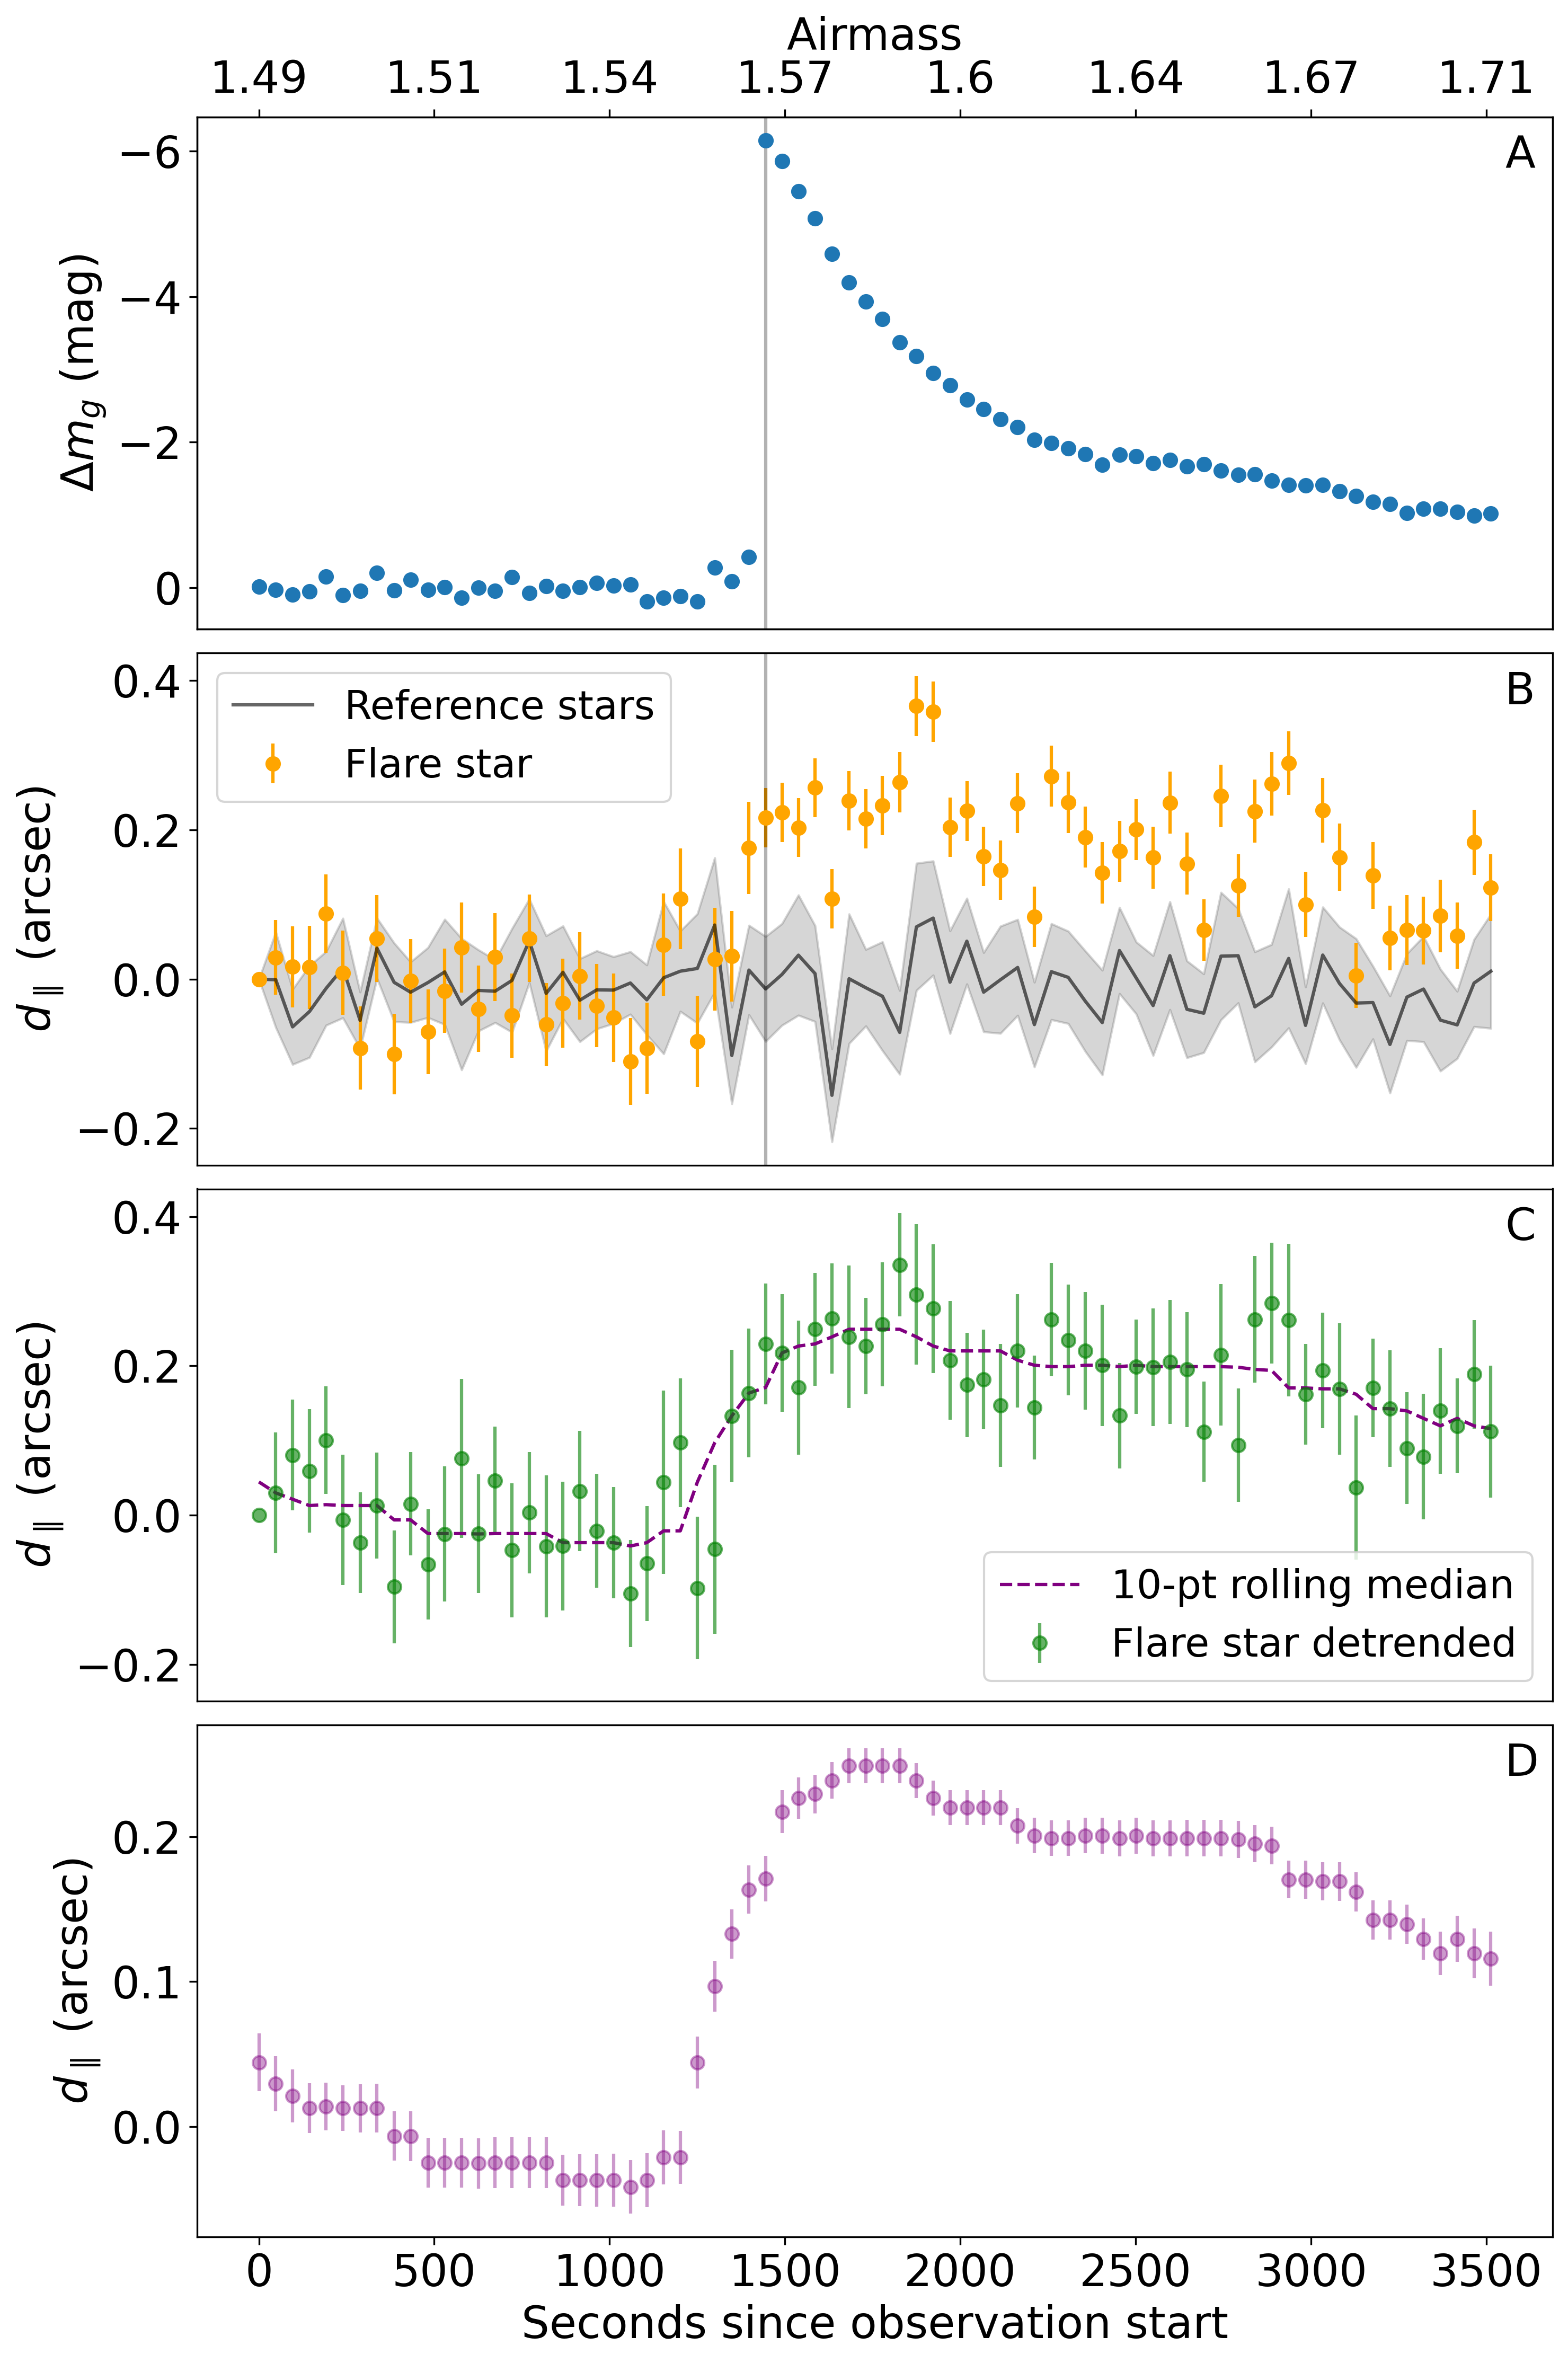 Airmass
1.49 1.51 1.54 1.57 1.6 1.64 1.67 1.71
A
−6
−4
−2
0
Δm_g (mag)
B
Reference stars
Flare star
0.4
0.2
0.0
−0.2
d_∥ (arcsec)
C
0.4
0.2
0.0
−0.2
d_∥ (arcsec)
10-pt rolling median
Flare star detrended
D
0.2
0.1
0.0
d_∥ (arcsec)
0 500 1000 1500 2000 2500 3000 3500
Seconds since observation start